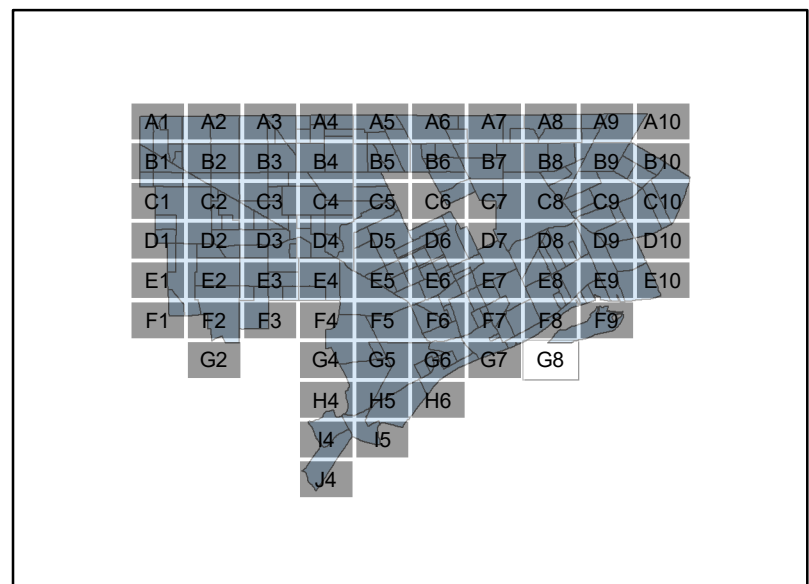 A1 A2 A3 A4 A5 A6 A7 A8 A9 A10
B1 B2 B3 B4 B5 B6 B7 B8 B9 B10
C1 C2 C3 C4 C5 C6 C7 C8 C9 C10
D1 D2 D3 D4 D5 D6 D7 D8 D9 D10
E1 E2 E3 E4 E5 E6 E7 E8 E9 E10
F1 F2 F3 F4 F5 F6 F7 F8 F9
G2 G4 G5 G6 G7 G8
H4 H5 H6
I4 I5
J4